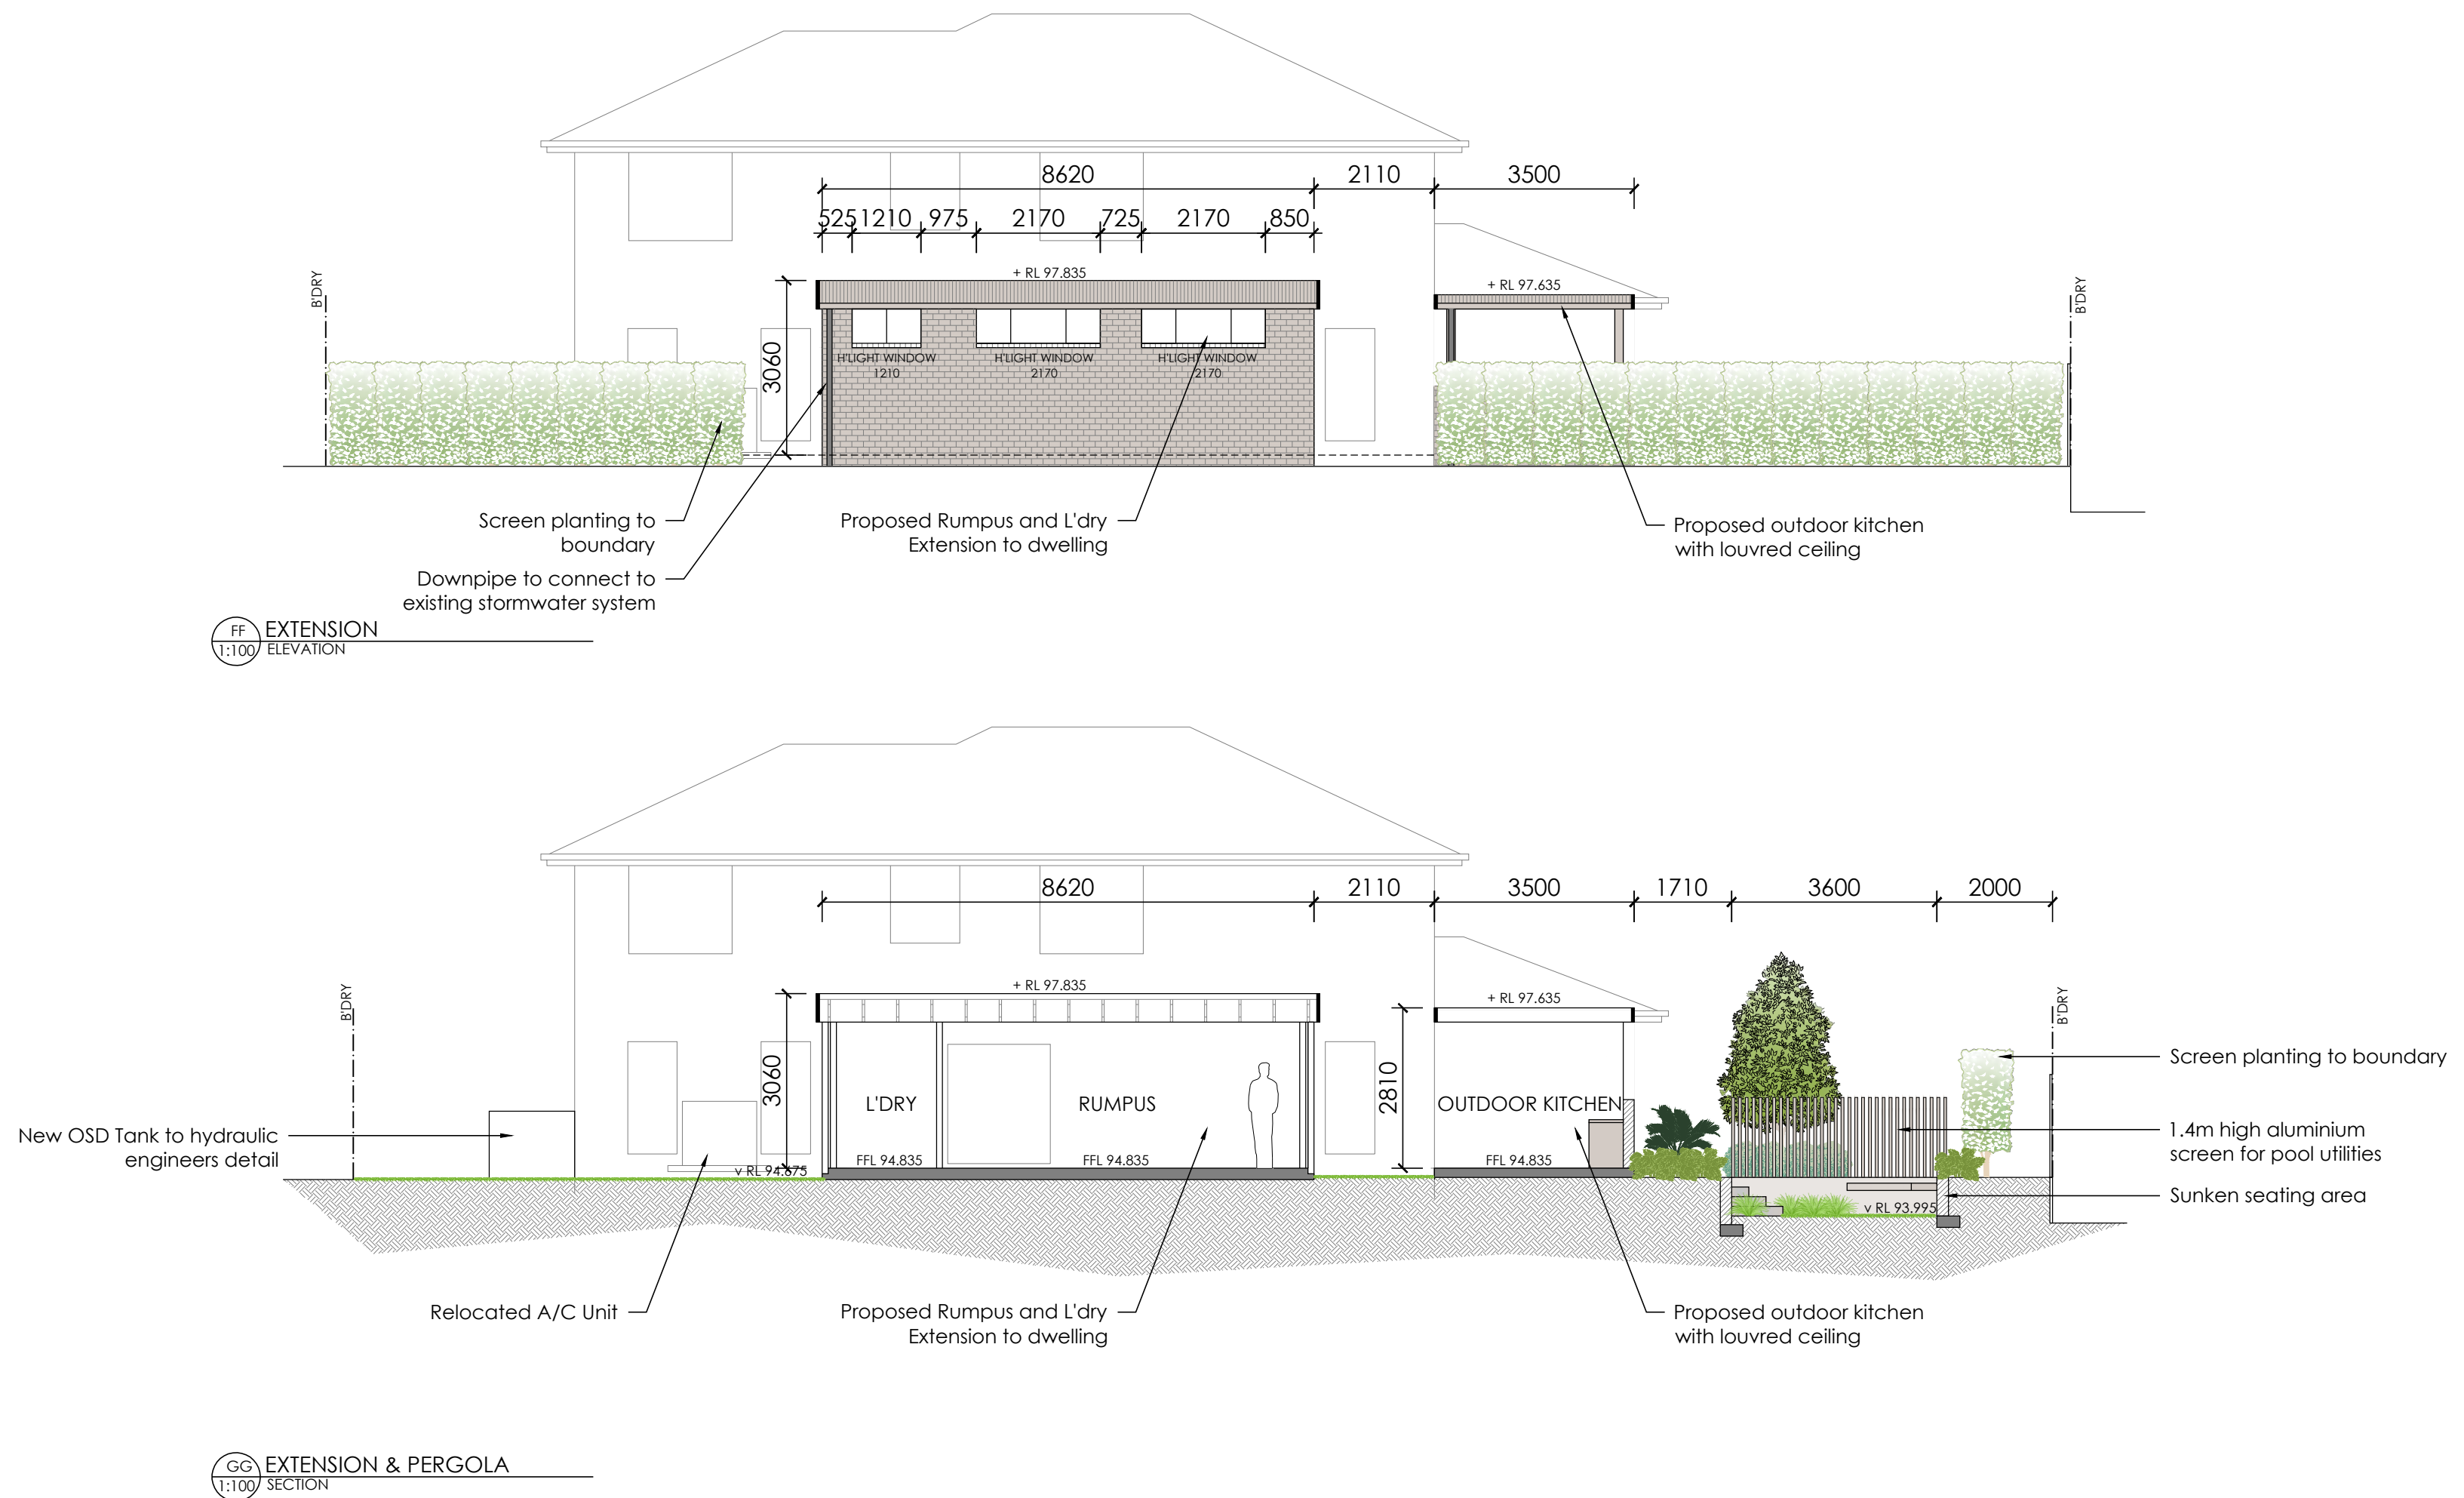 8620
2110
3500
525
1210
975
2170
725
2170
850
B'DRY
B'DRY
+ RL 97.835
+ RL 97.635
3060
H'LIGHT WINDOW
1210
H'LIGHT WINDOW
2170
H'LIGHT WINDOW
2170
Screen planting to
boundary
Downpipe to connect to
existing stormwater system
Proposed Rumpus and L'dry
Extension to dwelling
Proposed outdoor kitchen
with louvred ceiling
FF
1:100
EXTENSION
ELEVATION
8620
2110
3500
1710
3600
2000
B'DRY
B'DRY
+ RL 97.835
+ RL 97.635
3060
2810
L'DRY
RUMPUS
OUTDOOR KITCHEN
FFL 94.835
FFL 94.835
FFL 94.835
v RL 94.675
v RL 93.995
New OSD Tank to hydraulic
engineers detail
Screen planting to boundary
1.4m high aluminium
screen for pool utilities
Sunken seating area
Relocated A/C Unit
Proposed Rumpus and L'dry
Extension to dwelling
Proposed outdoor kitchen
with louvred ceiling
GG
1:100
EXTENSION & PERGOLA
SECTION